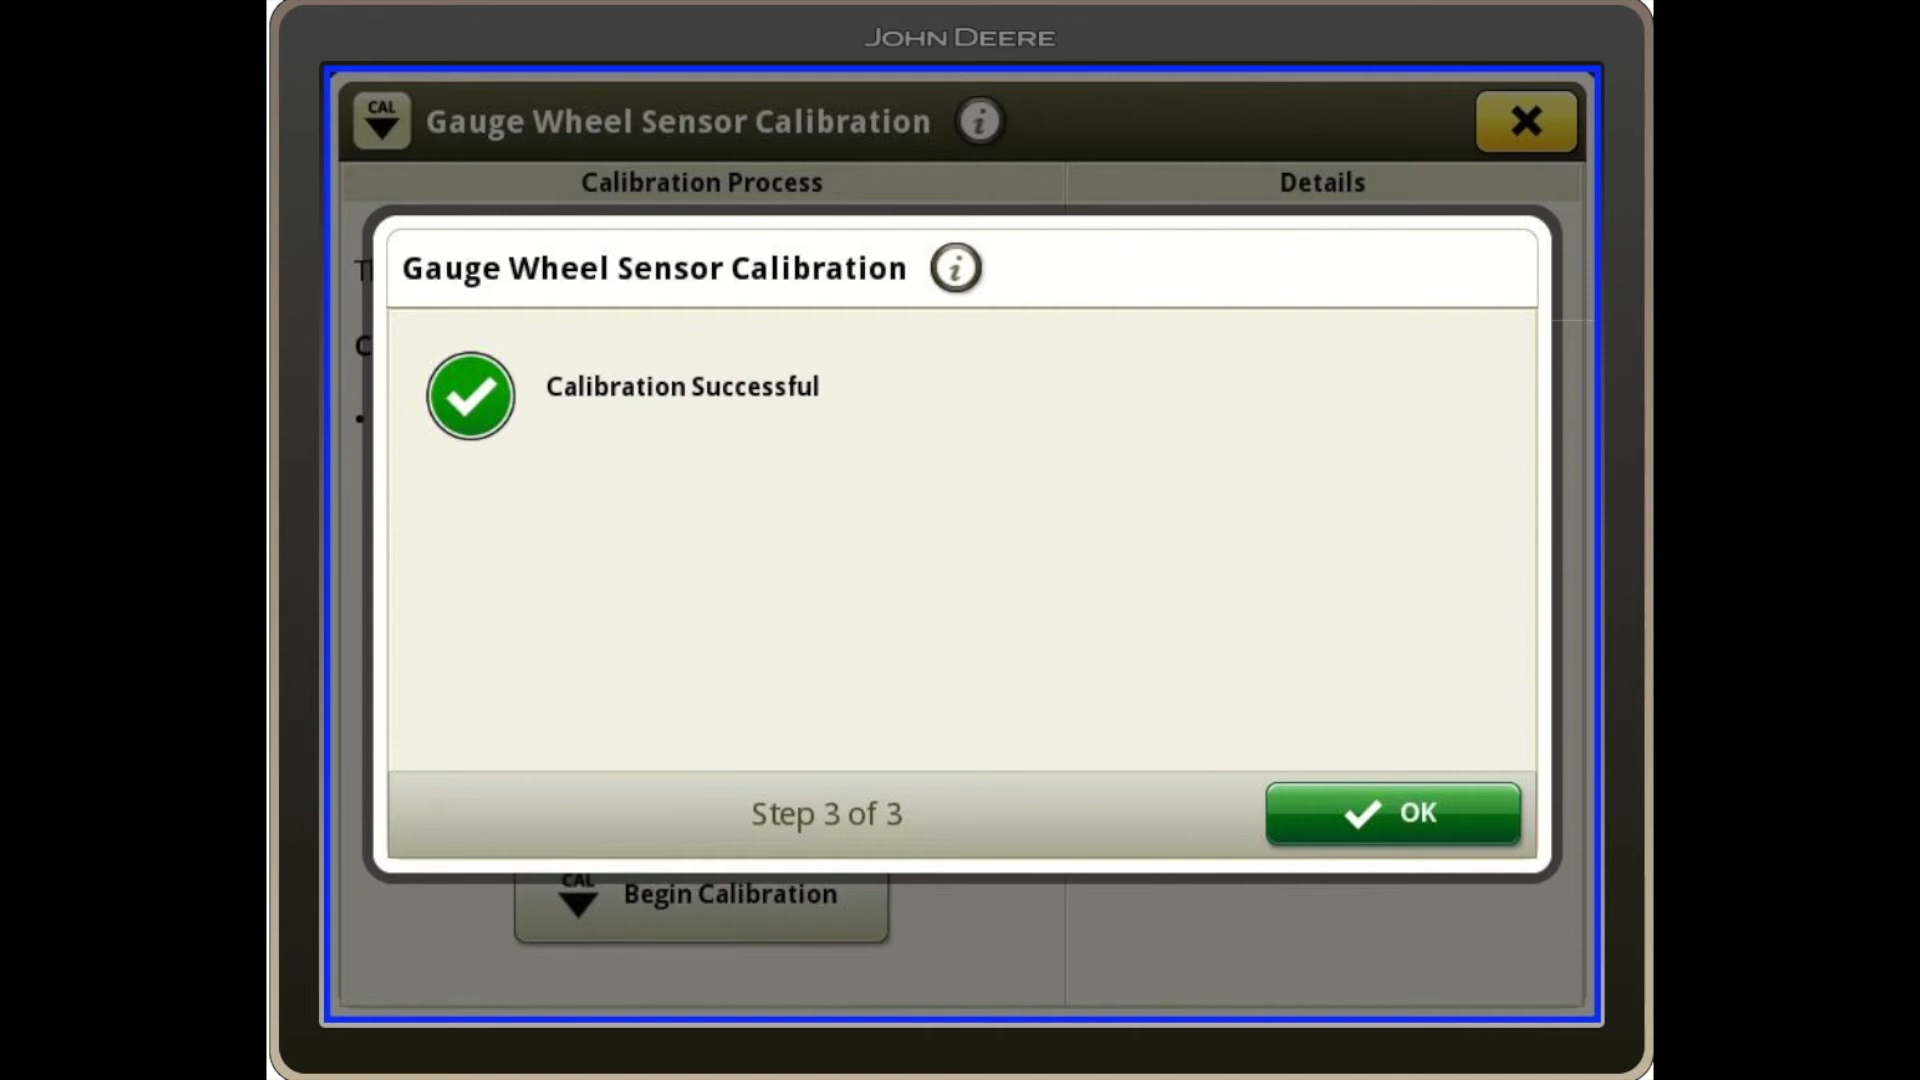 JOHN DEERE
CAL
Gauge Wheel Sensor Calibration
Calibration Process
Details
Gauge Wheel Sensor Calibration
Calibration Successful
Step 3 of 3
OK
CAL
Begin Calibration